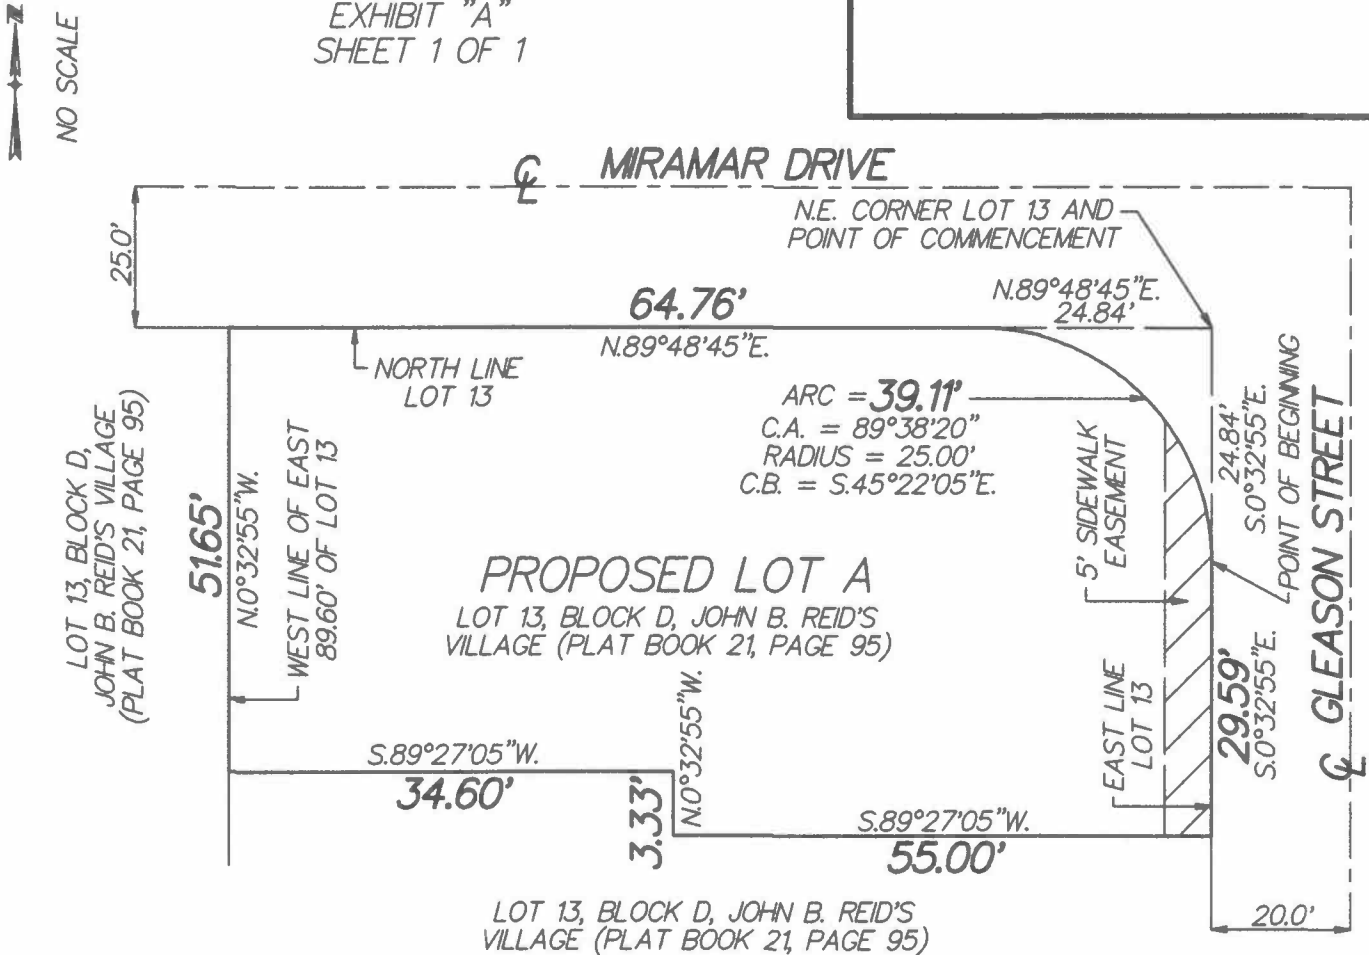 EXHIBIT "A"
SHEET 1 OF 1
N
NO SCALE
℄ MIRAMAR DRIVE
25.0'
N.E. CORNER LOT 13 AND
POINT OF COMMENCEMENT
N.89°48'45"E.
24.84'
64.76'
N.89°48'45"E.
NORTH LINE
LOT 13
ARC = 39.11'
C.A. = 89°38'20"
RADIUS = 25.00'
C.B. = S.45°22'05"E.
24.84'
S.0°32'55"E.
POINT OF BEGINNING
℄ GLEASON STREET
LOT 13, BLOCK D,
JOHN B. REID'S VILLAGE
(PLAT BOOK 21, PAGE 95)
51.65'
N.0°32'55"W.
WEST LINE OF EAST
89.60' OF LOT 13
5' SIDEWALK
EASEMENT
PROPOSED LOT A
LOT 13, BLOCK D, JOHN B. REID'S
VILLAGE (PLAT BOOK 21, PAGE 95)
EAST LINE
LOT 13
29.59'
S.0°32'55"E.
S.89°27'05"W.
34.60'
3.33'
N.0°32'55"W.
S.89°27'05"W.
55.00'
LOT 13, BLOCK D, JOHN B. REID'S
VILLAGE (PLAT BOOK 21, PAGE 95)
20.0'